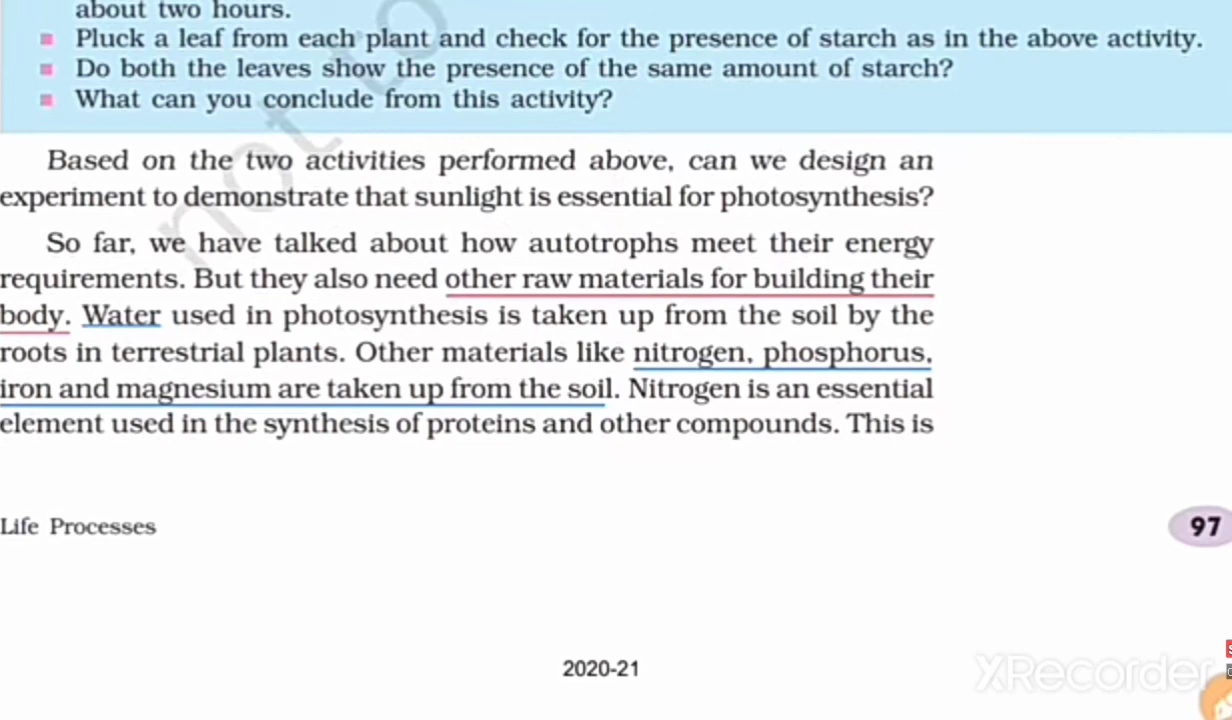 about two hours.
Pluck a leaf from each plant and check for the presence of starch as in the above activity.
Do both the leaves show the presence of the same amount of starch?
What can you conclude from this activity?
Based on the two activities performed above, can we design an
experiment to demonstrate that sunlight is essential for photosynthesis?
So far, we have talked about how autotrophs meet their energy
requirements. But they also need other raw materials for building their
body. Water used in photosynthesis is taken up from the soil by the
roots in terrestrial plants. Other materials like nitrogen, phosphorus,
iron and magnesium are taken up from the soil. Nitrogen is an essential
element used in the synthesis of proteins and other compounds. This is
Life Processes
97
2020-21
XRecorder
not to